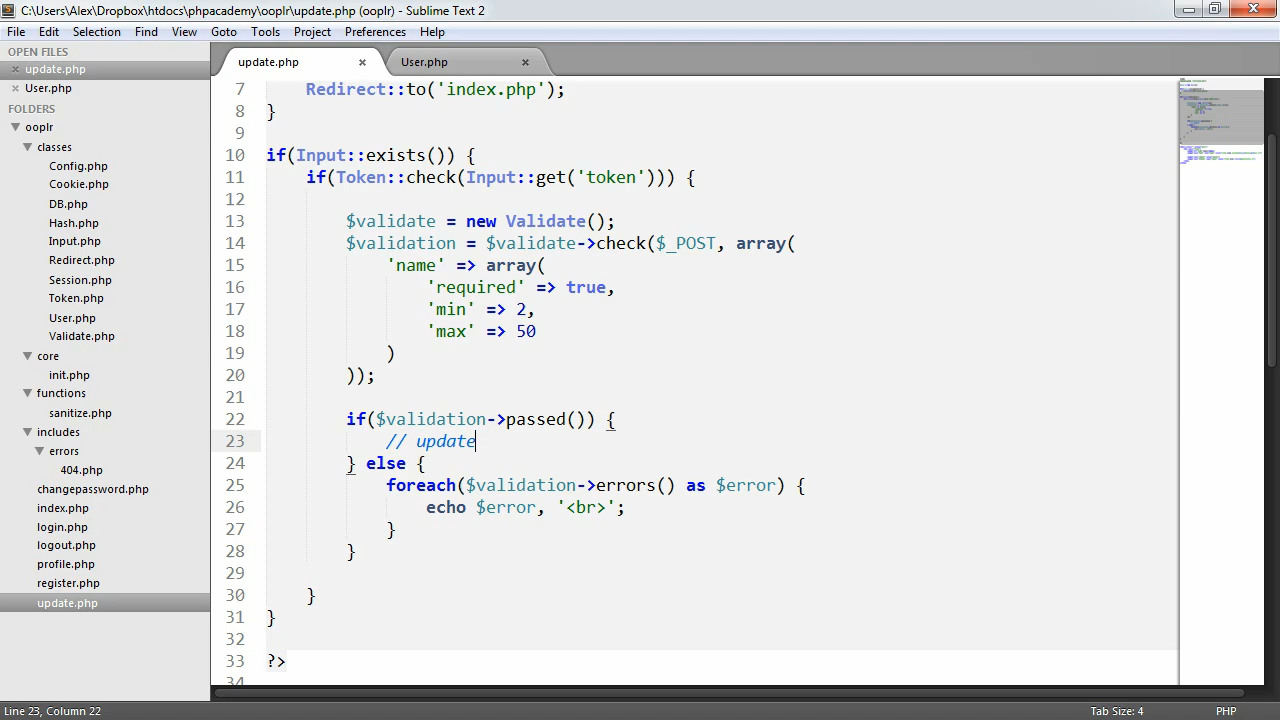 C:\Users\Alex\Dropbox\htdocs\phpacademy\ooplr\update.php (ooplr) - Sublime Text 2
File Edit Selection Find View Goto Tools Project Preferences Help
OPEN FILES
update.php
User.php
FOLDERS
ooplr
classes
Config.php
Cookie.php
DB.php
Hash.php
Input.php
Redirect.php
Session.php
Token.php
User.php
Validate.php
core
init.php
functions
sanitize.php
includes
errors
404.php
changepassword.php
index.php
login.php
logout.php
profile.php
register.php
update.php
update.php User.php
7 Redirect::to('index.php');
8 }
9
10 if(Input::exists()) {
11 if(Token::check(Input::get('token'))) {
12
13 $validate = new Validate();
14 $validation = $validate->check($_POST, array(
15 'name' => array(
16 'required' => true,
17 'min' => 2,
18 'max' => 50
19 )
20 ));
21
22 if($validation->passed()) {
23 // update
24 } else {
25 foreach($validation->errors() as $error) {
26 echo $error, '<br>';
27 }
28 }
29
30 }
31 }
32
33 ?>
34
Line 23, Column 22 Tab Size: 4 PHP